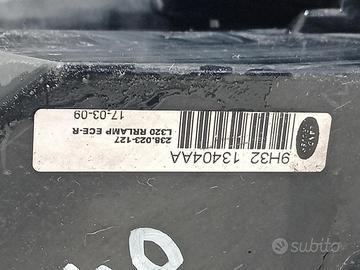 9H32 13404AA
238.023-127
L320 RRLAMP ECE-R
17-03-09
subito